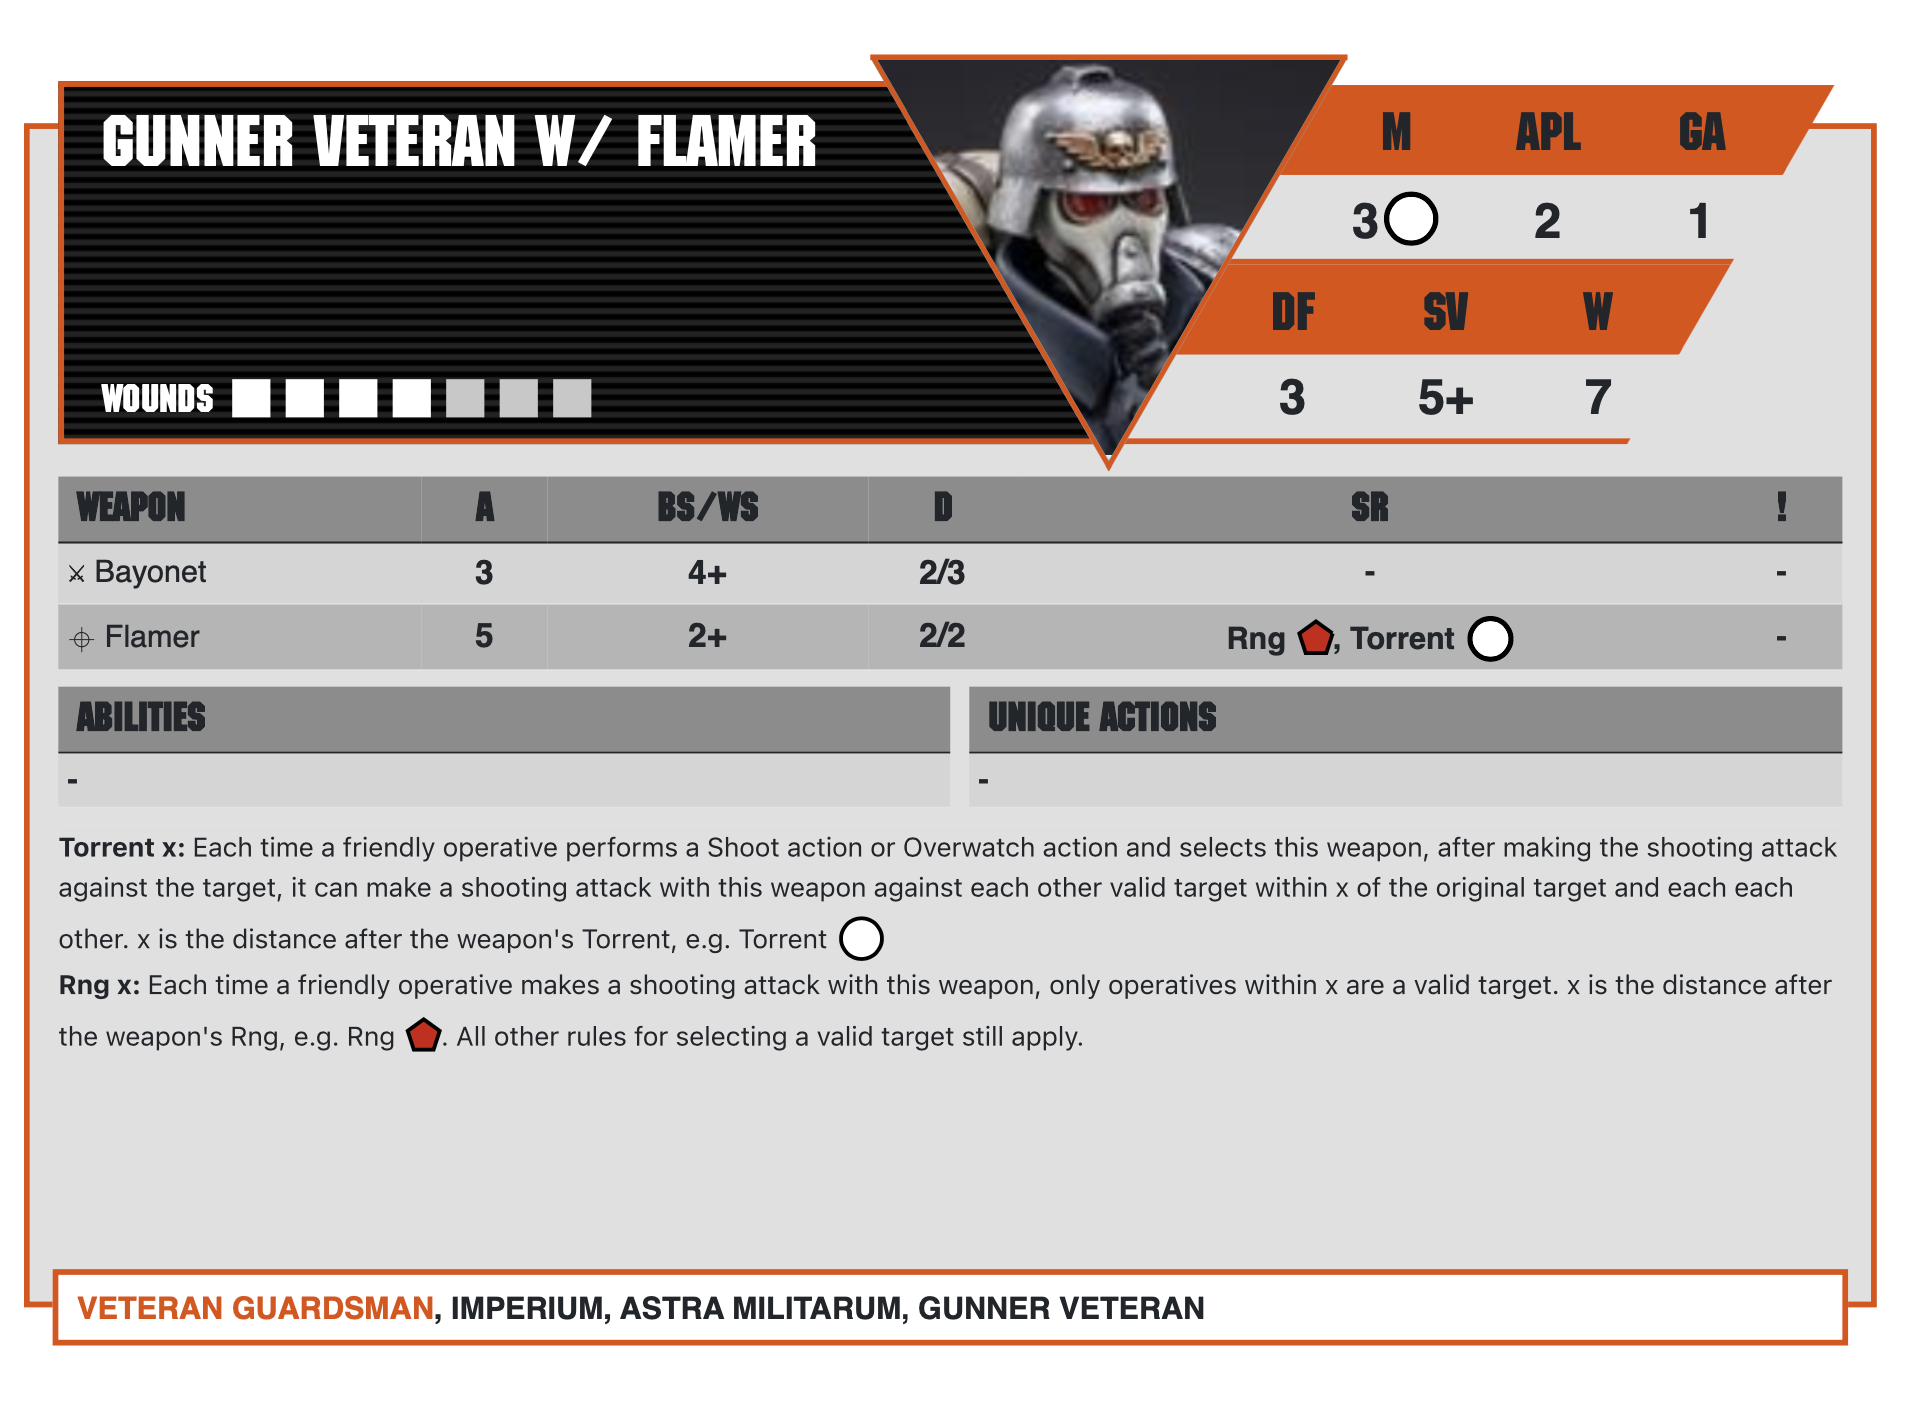 GUNNER VETERAN W/ FLAMER
M APL GA
3 2 1
DF SV W
3 5+ 7
WOUNDS
WEAPON A BS/WS D SR !
Bayonet 3 4+ 2/3 - -
Flamer 5 2+ 2/2 Rng , Torrent -
ABILITIES
-
UNIQUE ACTIONS
-
Torrent x: Each time a friendly operative performs a Shoot action or Overwatch action and selects this weapon, after making the shooting attack
against the target, it can make a shooting attack with this weapon against each other valid target within x of the original target and each each
other. x is the distance after the weapon's Torrent, e.g. Torrent
Rng x: Each time a friendly operative makes a shooting attack with this weapon, only operatives within x are a valid target. x is the distance after
the weapon's Rng, e.g. Rng . All other rules for selecting a valid target still apply.
VETERAN GUARDSMAN, IMPERIUM, ASTRA MILITARUM, GUNNER VETERAN